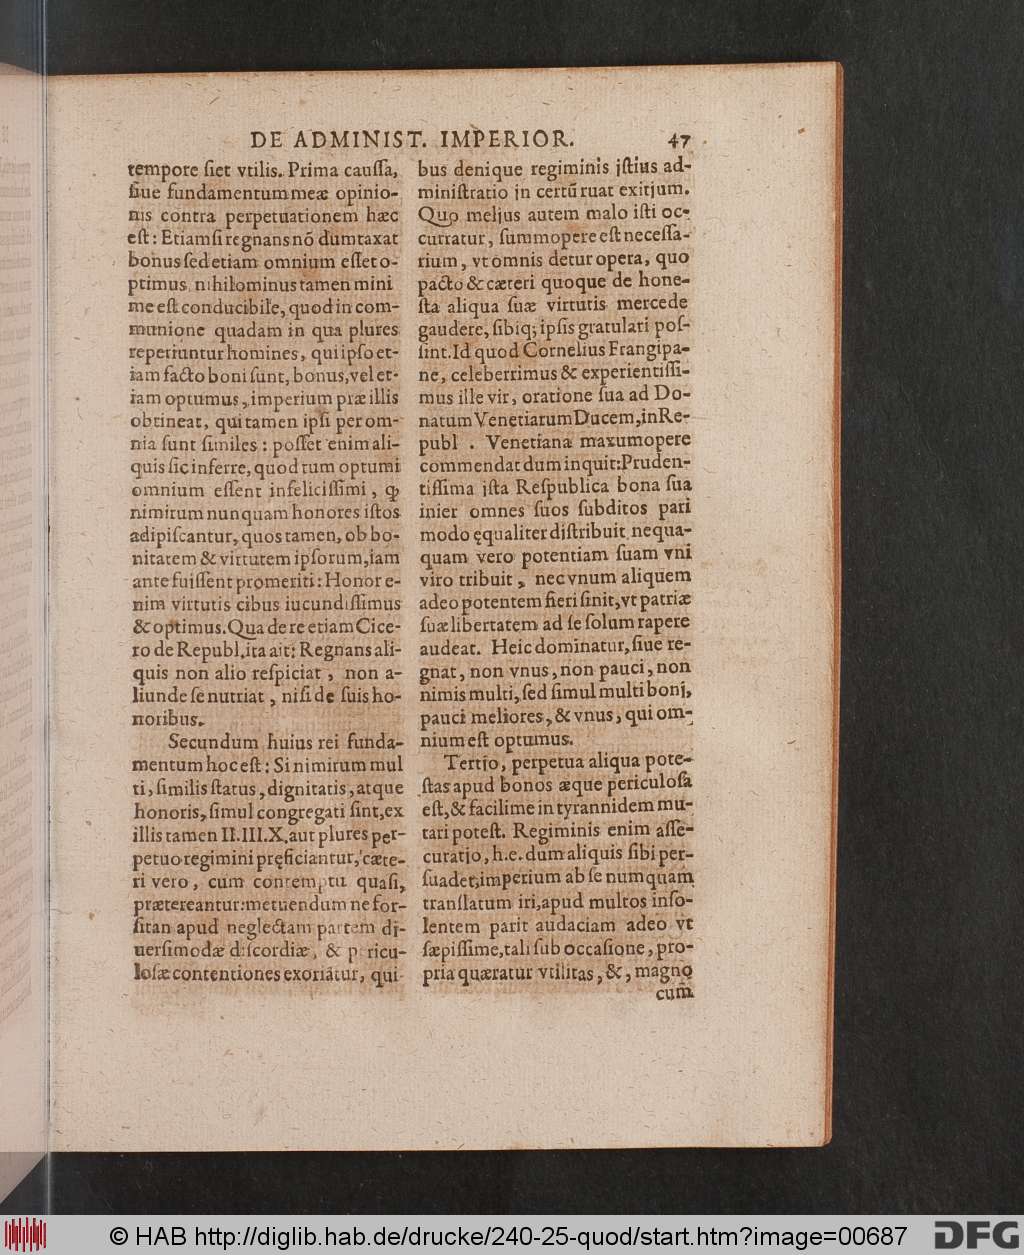 DE ADMINIST. IMPERIOR. 47
tempore ſiet vtilis. Prima cauſſa,
ſiue fundamentum meæ opinio-
nis contra perpetuationem hæc
eſt: Etiamſi regnans nõ dumtaxat
bonus ſed etiam omnium eſſet o-
ptimus, nihilominus tamen mini
me eſt conducibile, quod in com-
munione quadam in qua plures
reperiuntur homines, qui ipſo et-
iam facto boni ſunt, bonus, vel et-
iam optumus, imperium præ illis
obtineat, qui tamen ipſi per om-
nia ſunt ſimiles: poſſet enim ali-
quis ſic inferre, quod tum optumi
omnium eſſent infeliciſſimi, ꝙ
nimirum nunquam honores iſtos
adipiſcantur, quos tamen, ob bo-
nitatem & virtutem ipſorum, iam
ante fuiſſent promeriti: Honor e-
nim virtutis cibus iucundiſſimus
& optimus. Qua de re etiam Cice-
ro de Republ. ita ait: Regnans ali-
quis non alio reſpiciat, non a-
liunde ſe nutriat, niſi de ſuis ho-
noribus.
Secundum huius rei funda-
mentum hoc eſt: Si nimirum mul
ti, ſimilis ſtatus, dignitatis, atque
honoris, ſimul congregati ſint, ex
illis tamen II. III. X. aut plures per-
petuo regimini pręficiantur, cæte-
ri vero, cum contemptu quaſi,
prætereantur: metuendum ne for-
ſitan apud neglectam partem dj-
uerſimodæ diſcordiæ, & pericu-
loſæ contentiones exoriãtur, qui-
bus denique regiminis jſtius ad-
miniſtratio jn certũ ruat exitjum.
Quo meljus autem malo iſti oc-
curratur, ſummopere eſt neceſſa-
rium, vt omnis detur opera, quo
pacto & cæteri quoque de hone-
ſta aliqua ſuæ virtutis mercede
gaudere, ſibiq; ipſis gratulari poſ-
ſint. Id quod Cornelius Frangipa-
ne, celeberrimus & experientiſſi-
mus ille vir, oratione ſua ad Do-
natum Venetiarum Ducem, in Re-
publ . Venetiana maxumopere
commendat dum inquit: Pruden-
tiſſima jſta Reſpublica bona ſua
inier omnes ſuos ſubditos pari
modo ęqualiter diſtribuit, nequa-
quam vero potentiam ſuam vni
viro tribuit, nec vnum aliquem
adeo potentem fieri ſinit, vt patriæ
ſuæ libertatem ad ſe ſolum rapere
audeat. Heic dominatur, ſiue re-
gnat, non vnus, non pauci, non
nimis multi, ſed ſimul multi bonj,
pauci meliores, & vnus, qui om-
nium eſt optumus.
Tertjo, perpetua aliqua pote-
ſtas apud bonos æque periculoſa
eſt, & facilime in tyrannidem mu-
tari poteſt. Regiminis enim aſſe-
curatjo, h.e. dum aliquis ſibi per-
ſuadet, imperium ab ſe numquam
tranſlatum iri, apud multos inſo-
lentem parit audaciam adeo vt
ſæpiſſime, tali ſub occaſione, pro-
pria quæratur vtilitas, &, magno
cum
© HAB http://diglib.hab.de/drucke/240-25-quod/start.htm?image=00687 DFG